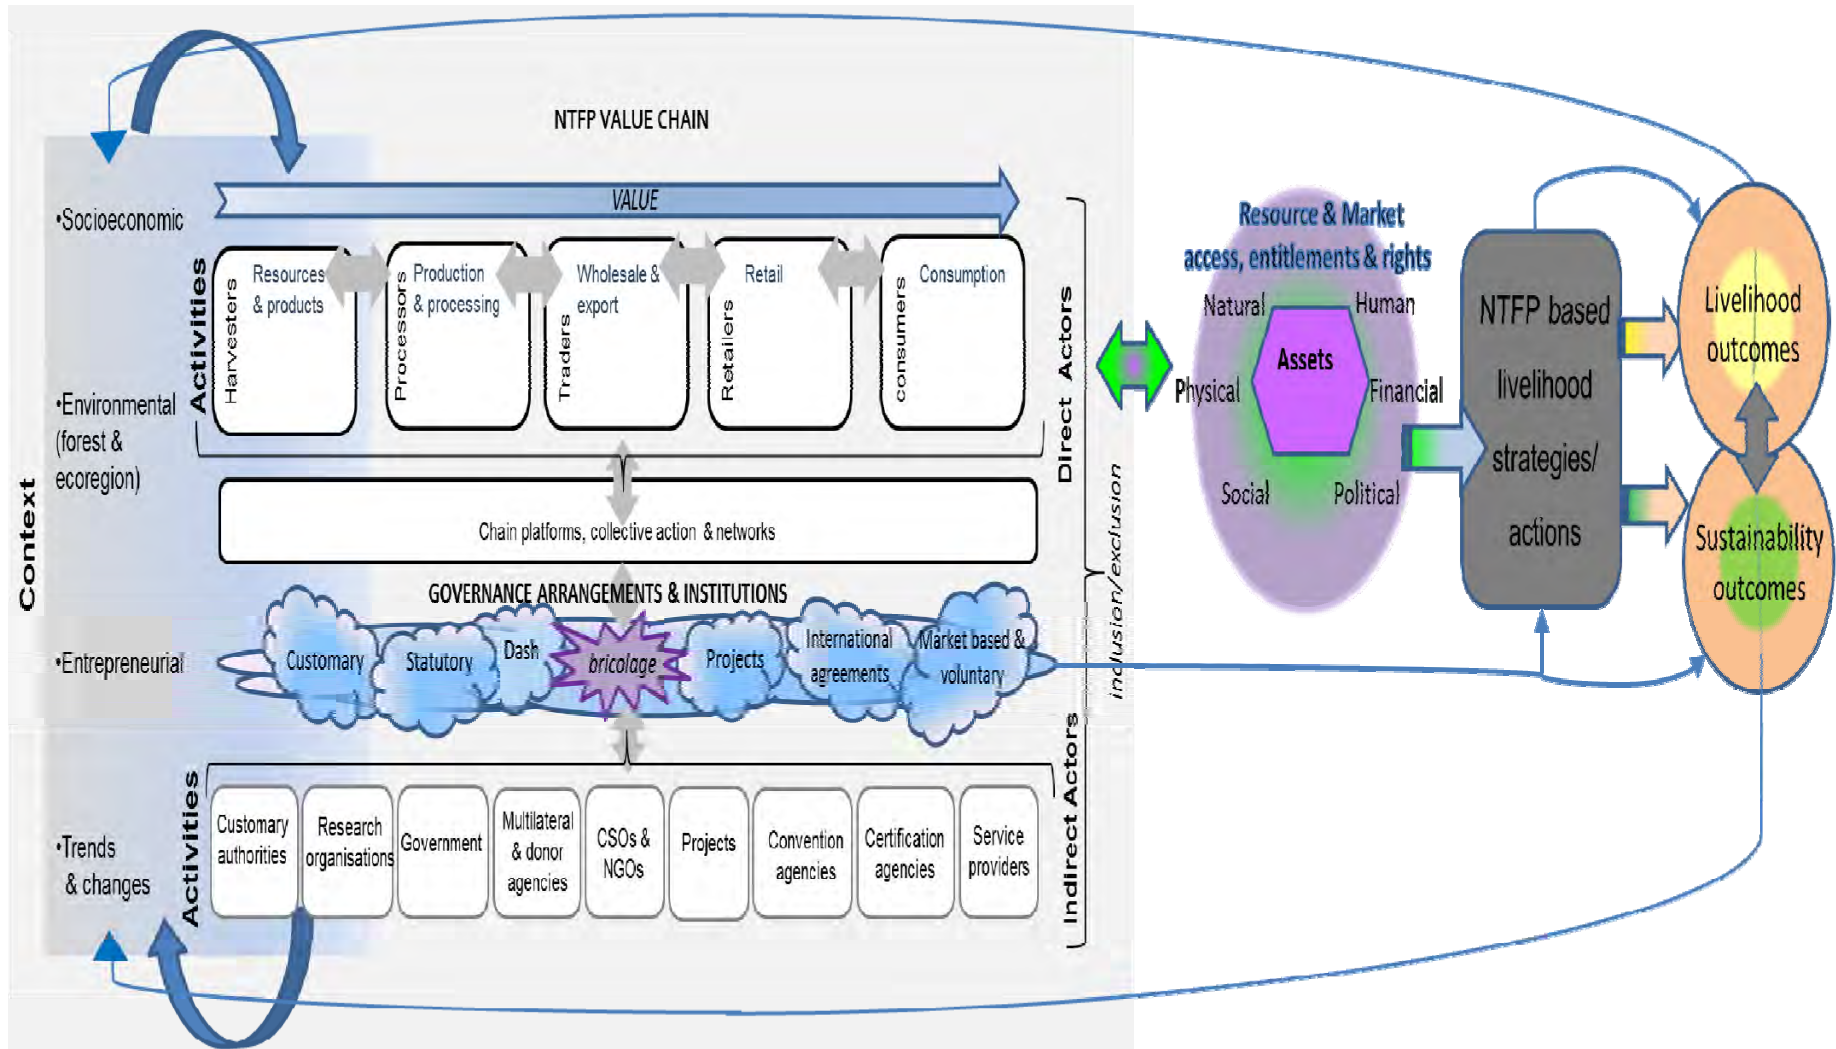 NTFP VALUE CHAIN
VALUE
Context
•Socioeconomic
•Environmental
(forest &
ecoregion)
•Entrepreneurial
•Trends
& changes
Activities
Harvesters
Resources
& products
Processors
Production
& processing
Traders
Wholesale &
export
Retailers
Retail
consumers
Consumption
Direct Actors
Chain platforms, collective action & networks
GOVERNANCE ARRANGEMENTS & INSTITUTIONS
Customary
Statutory
Dash
bricolage
Projects
International
agreements
Market based &
voluntary
inclusion/exclusion
Activities
Customary
authorities
Research
organisations
Government
Multilateral
& donor
agencies
CSOs &
NGOs
Projects
Convention
agencies
Certification
agencies
Service
providers
Indirect Actors
Resource & Market
access, entitlements & rights
Natural
Human
Assets
Physical
Financial
Social
Political
NTFP based
livelihood
strategies/
actions
Livelihood
outcomes
Sustainability
outcomes